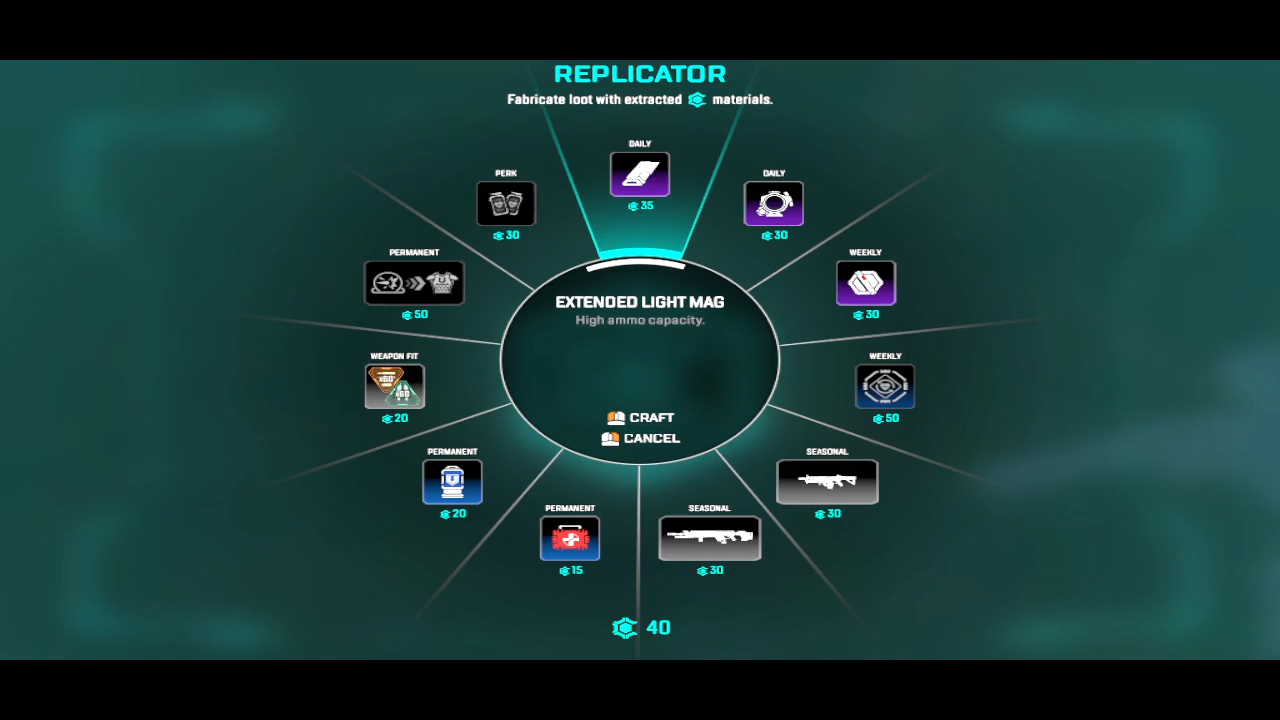 REPLICATOR
Fabricate loot with extracted materials.
DAILY
35
PERK
30
DAILY
30
PERMANENT
50
WEEKLY
30
EXTENDED LIGHT MAG
High ammo capacity.
WEAPON FIT
x60
x60
20
WEEKLY
50
CRAFT
CANCEL
PERMANENT
20
SEASONAL
30
PERMANENT
15
SEASONAL
30
40